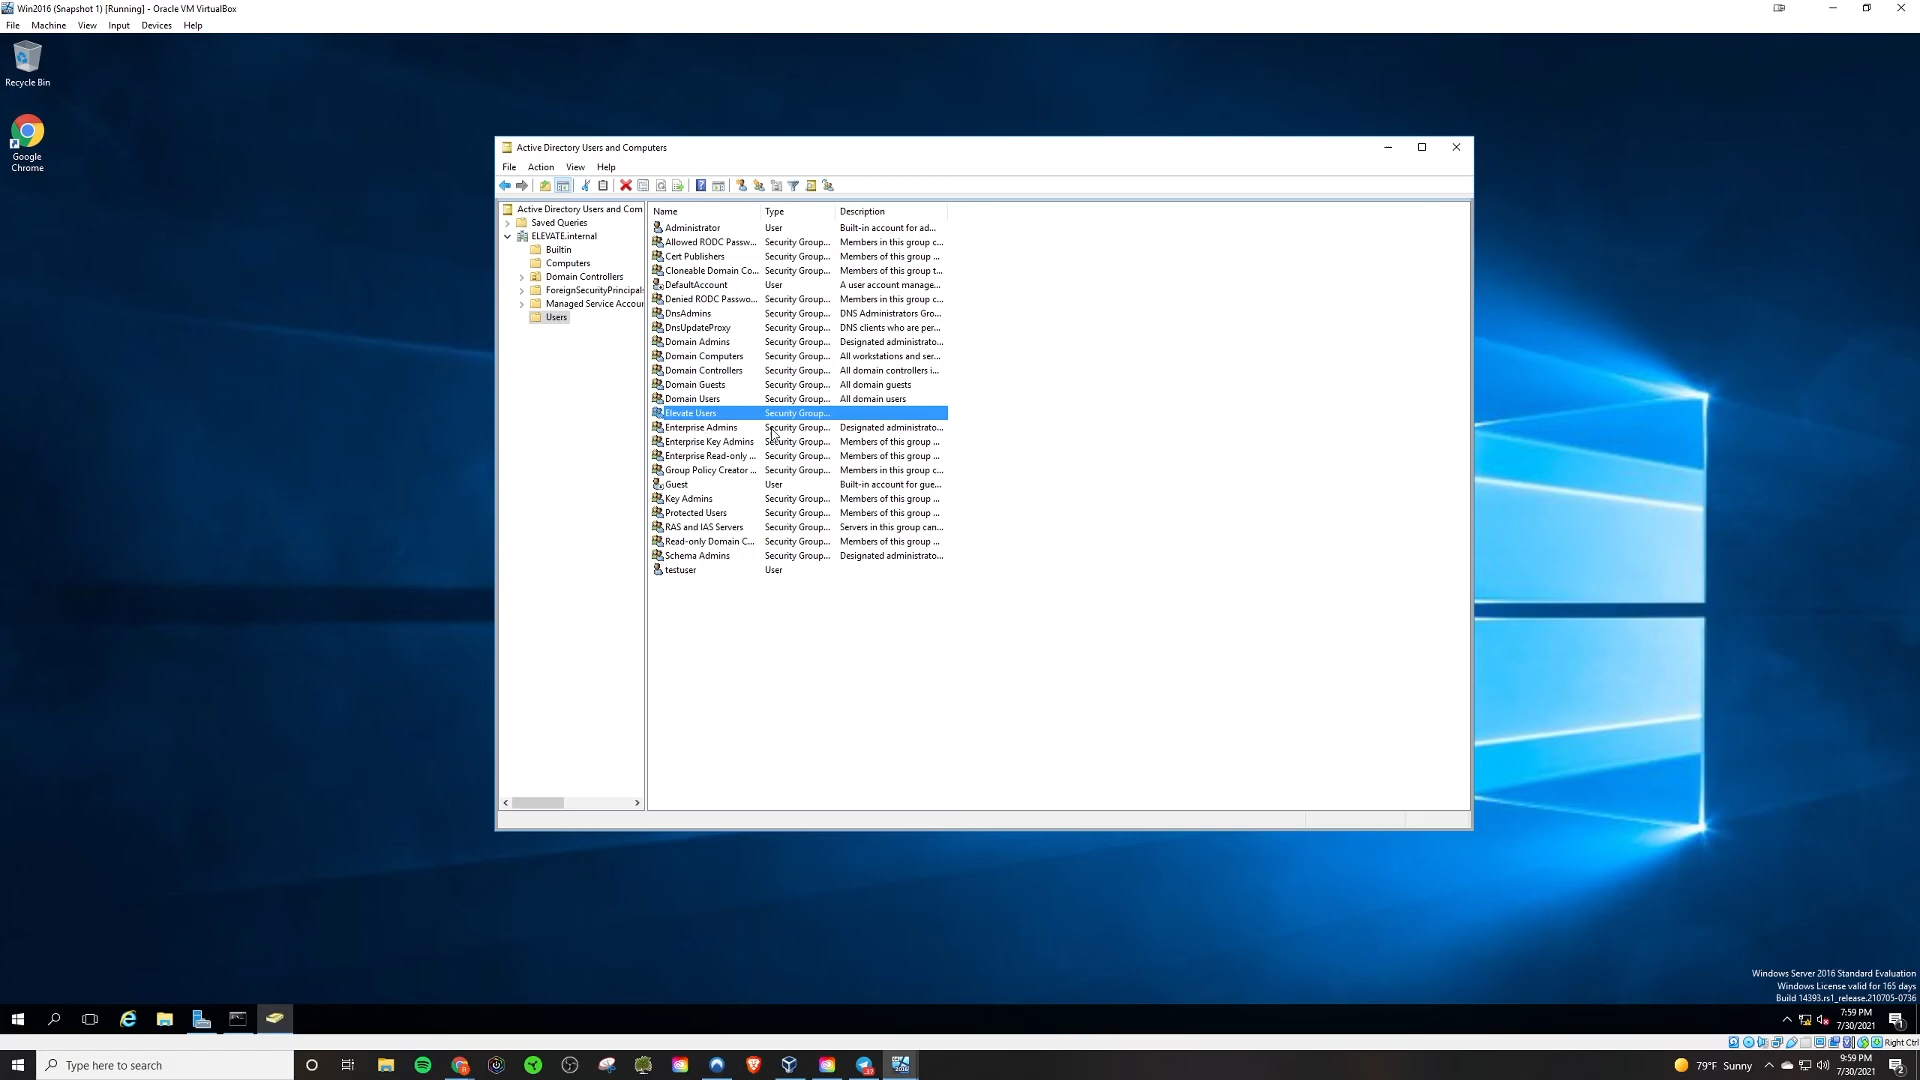 Win2016 (Snapshot 1) [Running] - Oracle VM VirtualBox
File Machine View Input Devices Help
Recycle Bin
Google
Chrome
Active Directory Users and Computers
File Action View Help
Active Directory Users and Com
Saved Queries
ELEVATE.internal
Builtin
Computers
Domain Controllers
ForeignSecurityPrincipals
Managed Service Accour
Users
Name Type Description
Administrator User Built-in account for ad...
Allowed RODC Passw... Security Group... Members in this group c...
Cert Publishers Security Group... Members of this group ...
Cloneable Domain Co... Security Group... Members of this group t...
DefaultAccount User A user account manage...
Denied RODC Passwo... Security Group... Members in this group c...
DnsAdmins Security Group... DNS Administrators Gro...
DnsUpdateProxy Security Group... DNS clients who are per...
Domain Admins Security Group... Designated administrato...
Domain Computers Security Group... All workstations and ser...
Domain Controllers Security Group... All domain controllers i...
Domain Guests Security Group... All domain guests
Domain Users Security Group... All domain users
Elevate Users Security Group...
Enterprise Admins Security Group... Designated administrato...
Enterprise Key Admins Security Group... Members of this group ...
Enterprise Read-only ... Security Group... Members of this group ...
Group Policy Creator ... Security Group... Members in this group c...
Guest User Built-in account for gue...
Key Admins Security Group... Members of this group ...
Protected Users Security Group... Members of this group ...
RAS and IAS Servers Security Group... Servers in this group can...
Read-only Domain C... Security Group... Members of this group ...
Schema Admins Security Group... Designated administrato...
testuser User
Windows Server 2016 Standard Evaluation
Windows License valid for 165 days
Build 14393.rs1_release.210705-0736
7:59 PM
7/30/2021
Right Ctrl
Type here to search
79°F Sunny
9:59 PM
7/30/2021